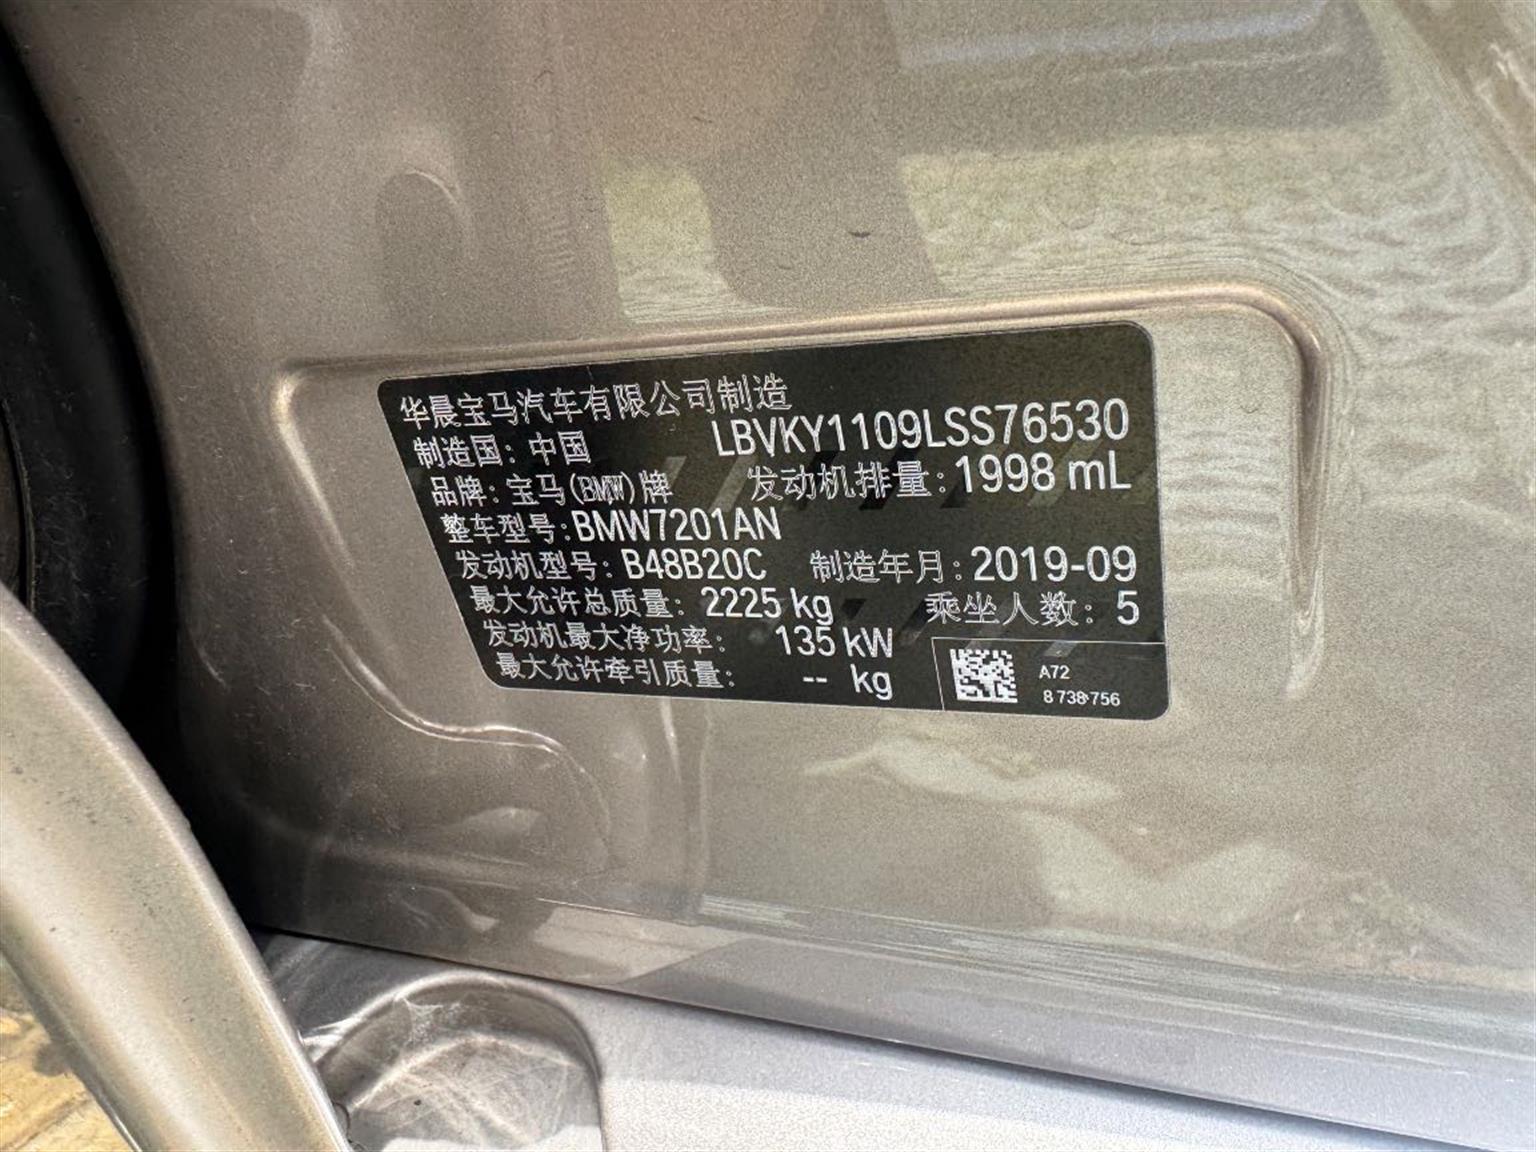 华晨宝马汽车有限公司制造
制造国：中国 LBVKY1109LSS76530
品牌：宝马(BMW)牌 发动机排量：1998 mL
整车型号：BMW7201AN
发动机型号：B48B20C 制造年月：2019-09
最大允许总质量：2225 kg 乘坐人数：5
发动机最大净功率：135 kW
最大允许牵引质量：-- kg
A72
8 738 756